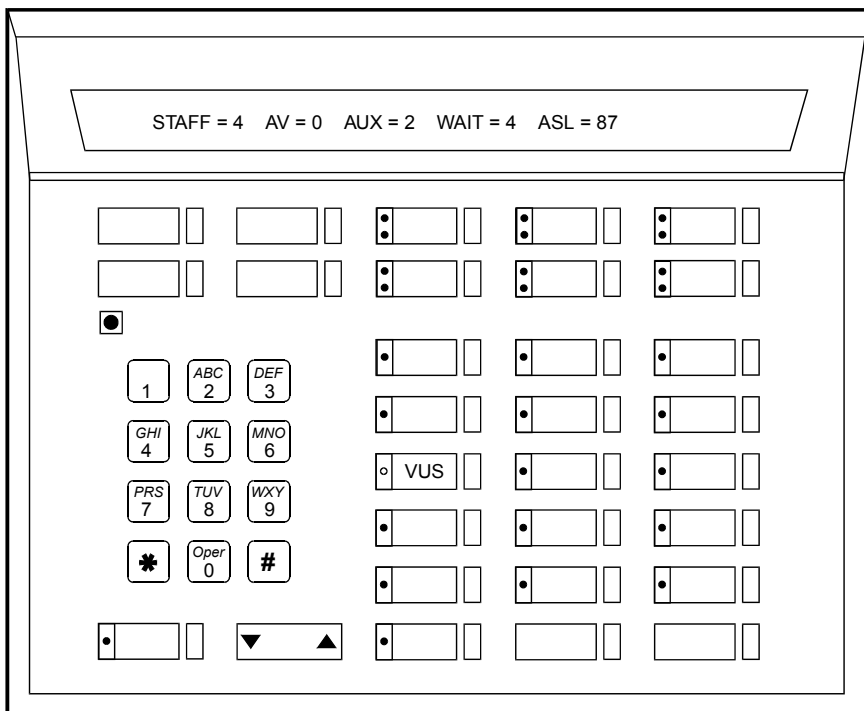 STAFF = 4 AV = 0 AUX = 2 WAIT = 4 ASL = 87
1
ABC
2
DEF
3
GHI
4
JKL
5
MNO
6
VUS
PRS
7
TUV
8
WXY
9
*
Oper
0
#